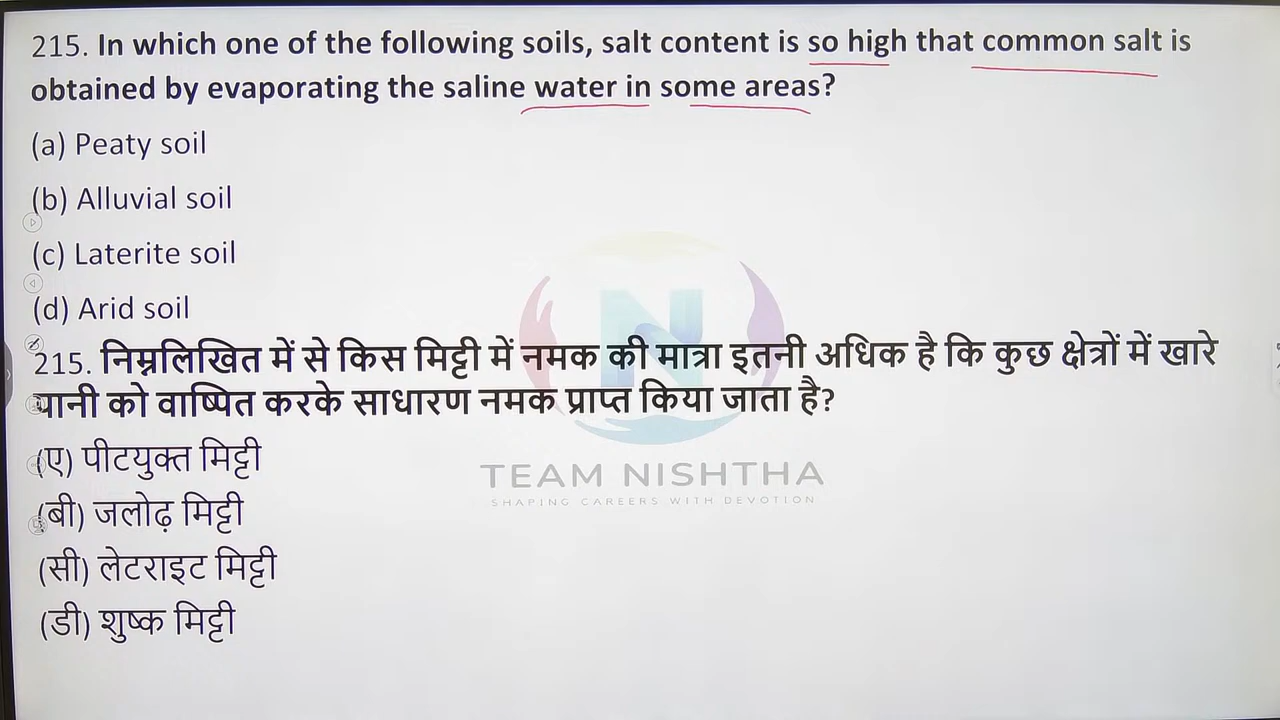 215. In which one of the following soils, salt content is so high that common salt is
obtained by evaporating the saline water in some areas?
(a) Peaty soil
(b) Alluvial soil
(c) Laterite soil
(d) Arid soil
215. निम्नलिखित में से किस मिट्टी में नमक की मात्रा इतनी अधिक है कि कुछ क्षेत्रों में खारे
पानी को वाष्पित करके साधारण नमक प्राप्त किया जाता है?
(ए) पीटयुक्त मिट्टी
(बी) जलोढ़ मिट्टी
(सी) लेटराइट मिट्टी
(डी) शुष्क मिट्टी
N
TEAM NISHTHA
SHAPING CAREERS WITH DEVOTION